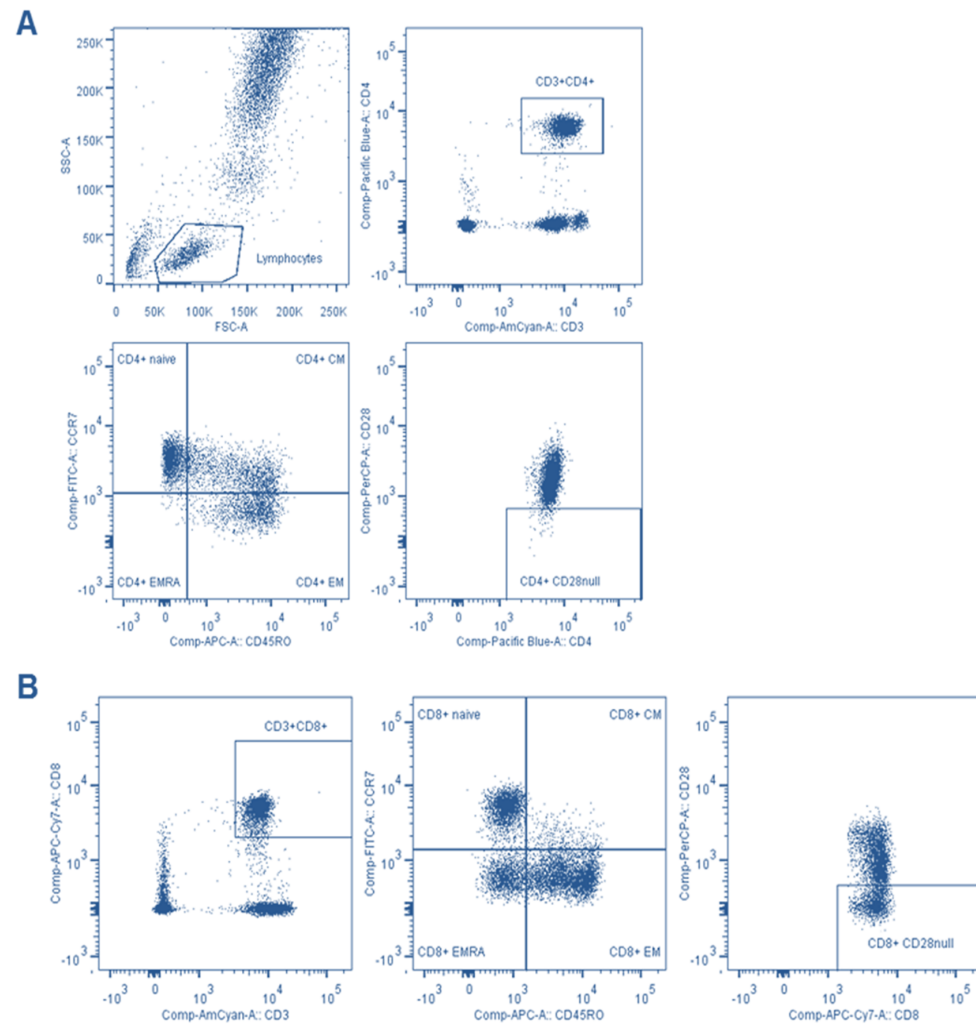 A
250K
200K
150K
100K
50K
0
SSC-A
Lymphocytes
0 50K 100K 150K 200K 250K
FSC-A
10^5
10^4
10^3
-10^3
Comp-Pacific Blue-A:: CD4
CD3+CD4+
-10^3 0 10^3 10^4 10^5
Comp-AmCyan-A:: CD3
10^5
10^4
10^3
-10^3
Comp-FITC-A:: CCR7
CD4+ naive CD4+ CM
CD4+ EMRA CD4+ EM
-10^3 0 10^3 10^4 10^5
Comp-APC-A:: CD45RO
10^5
10^4
10^3
-10^3
Comp-PerCP-A:: CD28
CD4+ CD28null
-10^3 0 10^3 10^4 10^5
Comp-Pacific Blue-A:: CD4
B
10^5
10^4
10^3
-10^3
Comp-APC-Cy7-A:: CD8
CD3+CD8+
-10^3 0 10^3 10^4 10^5
Comp-AmCyan-A:: CD3
10^5
10^4
10^3
-10^3
Comp-FITC-A:: CCR7
CD8+ naive CD8+ CM
CD8+ EMRA CD8+ EM
-10^3 0 10^3 10^4 10^5
Comp-APC-A:: CD45RO
10^5
10^4
10^3
-10^3
Comp-PerCP-A:: CD28
CD8+ CD28null
-10^3 0 10^3 10^4 10^5
Comp-APC-Cy7-A:: CD8